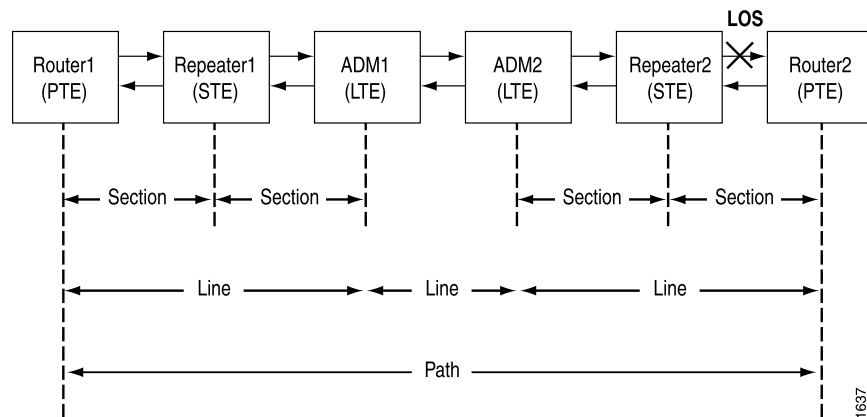 LOS
Router1
(PTE)
Repeater1
(STE)
ADM1
(LTE)
ADM2
(LTE)
Repeater2
(STE)
Router2
(PTE)
Section
Section
Section
Section
Line
Line
Line
Path
1637